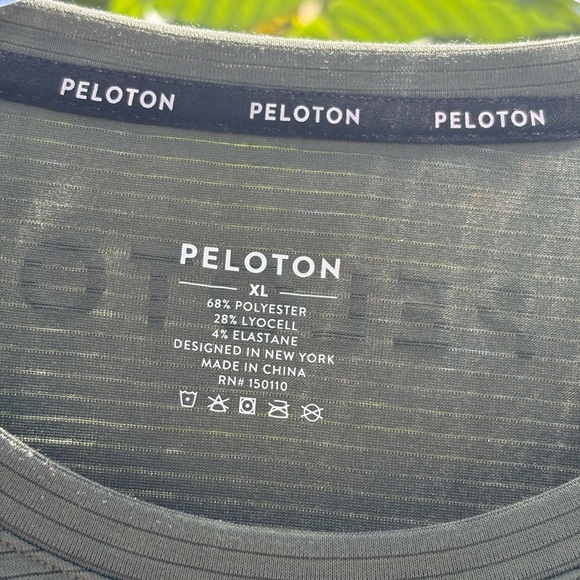 PELOTON PELOTON PELOTON
PELOTON
XL
68% POLYESTER
28% LYOCELL
4% ELASTANE
DESIGNED IN NEW YORK
MADE IN CHINA
RN# 150110